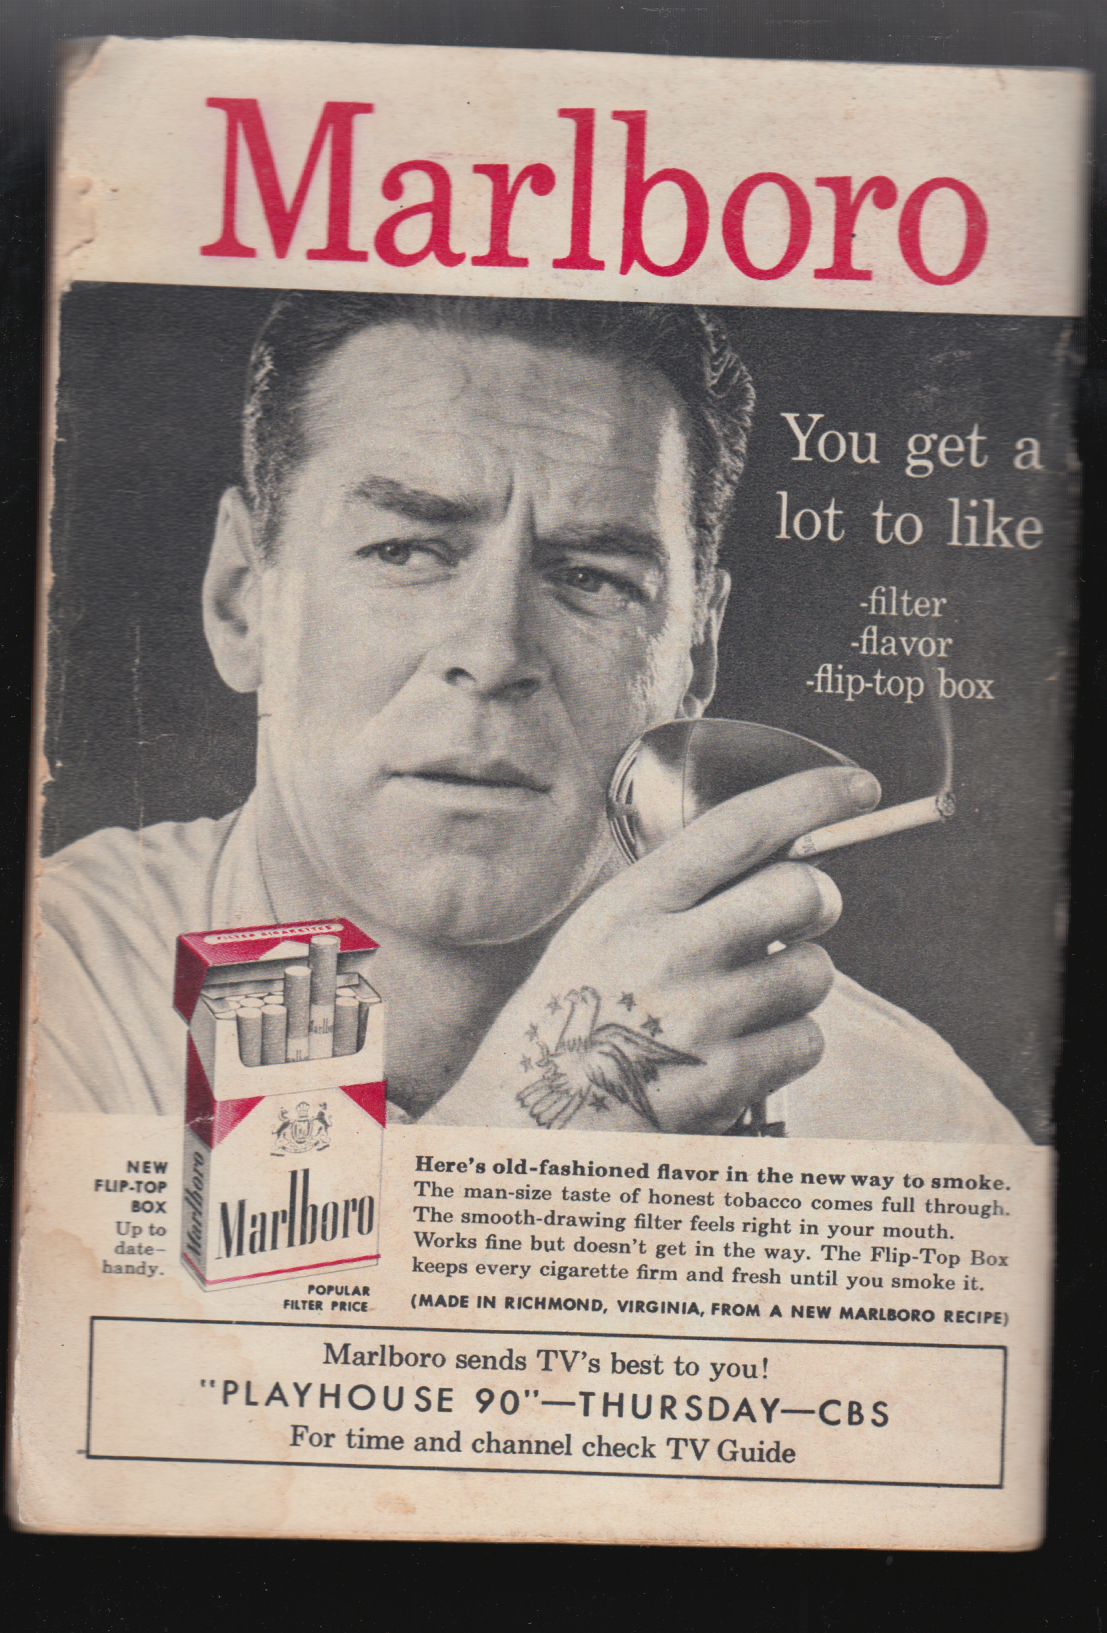 Marlboro
You get a
lot to like
-filter
-flavor
-flip-top box
FILTER CIGARETTES
Marlboro
Marlboro
NEW
FLIP-TOP
BOX
Up to
date-
handy.
POPULAR
FILTER PRICE
Here's old-fashioned flavor in the new way to smoke.
The man-size taste of honest tobacco comes full through.
The smooth-drawing filter feels right in your mouth.
Works fine but doesn't get in the way. The Flip-Top Box
keeps every cigarette firm and fresh until you smoke it.
(MADE IN RICHMOND, VIRGINIA, FROM A NEW MARLBORO RECIPE)
Marlboro sends TV's best to you!
"PLAYHOUSE 90"—THURSDAY—CBS
For time and channel check TV Guide